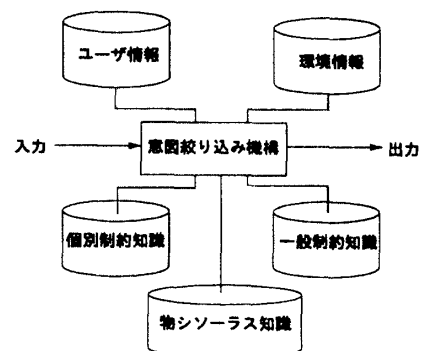 ユーザ情報
環境情報
入力
意図絞り込み機構
出力
個別制約知識
一般制約知識
物シソーラス知識